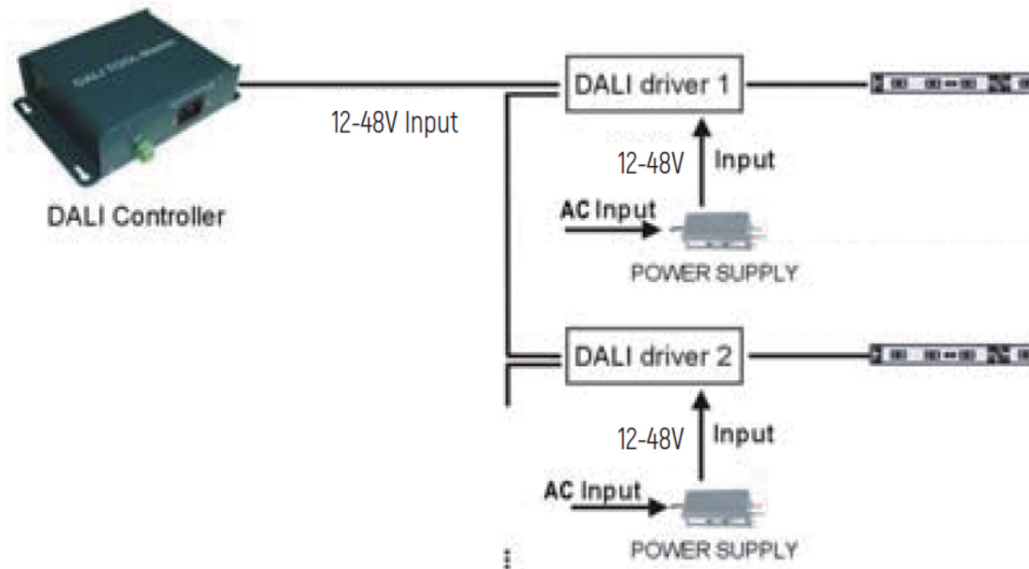 DALI driver 1
12-48V Input
12-48V Input
DALI Controller
AC Input
POWER SUPPLY
DALI driver 2
12-48V Input
AC Input
POWER SUPPLY